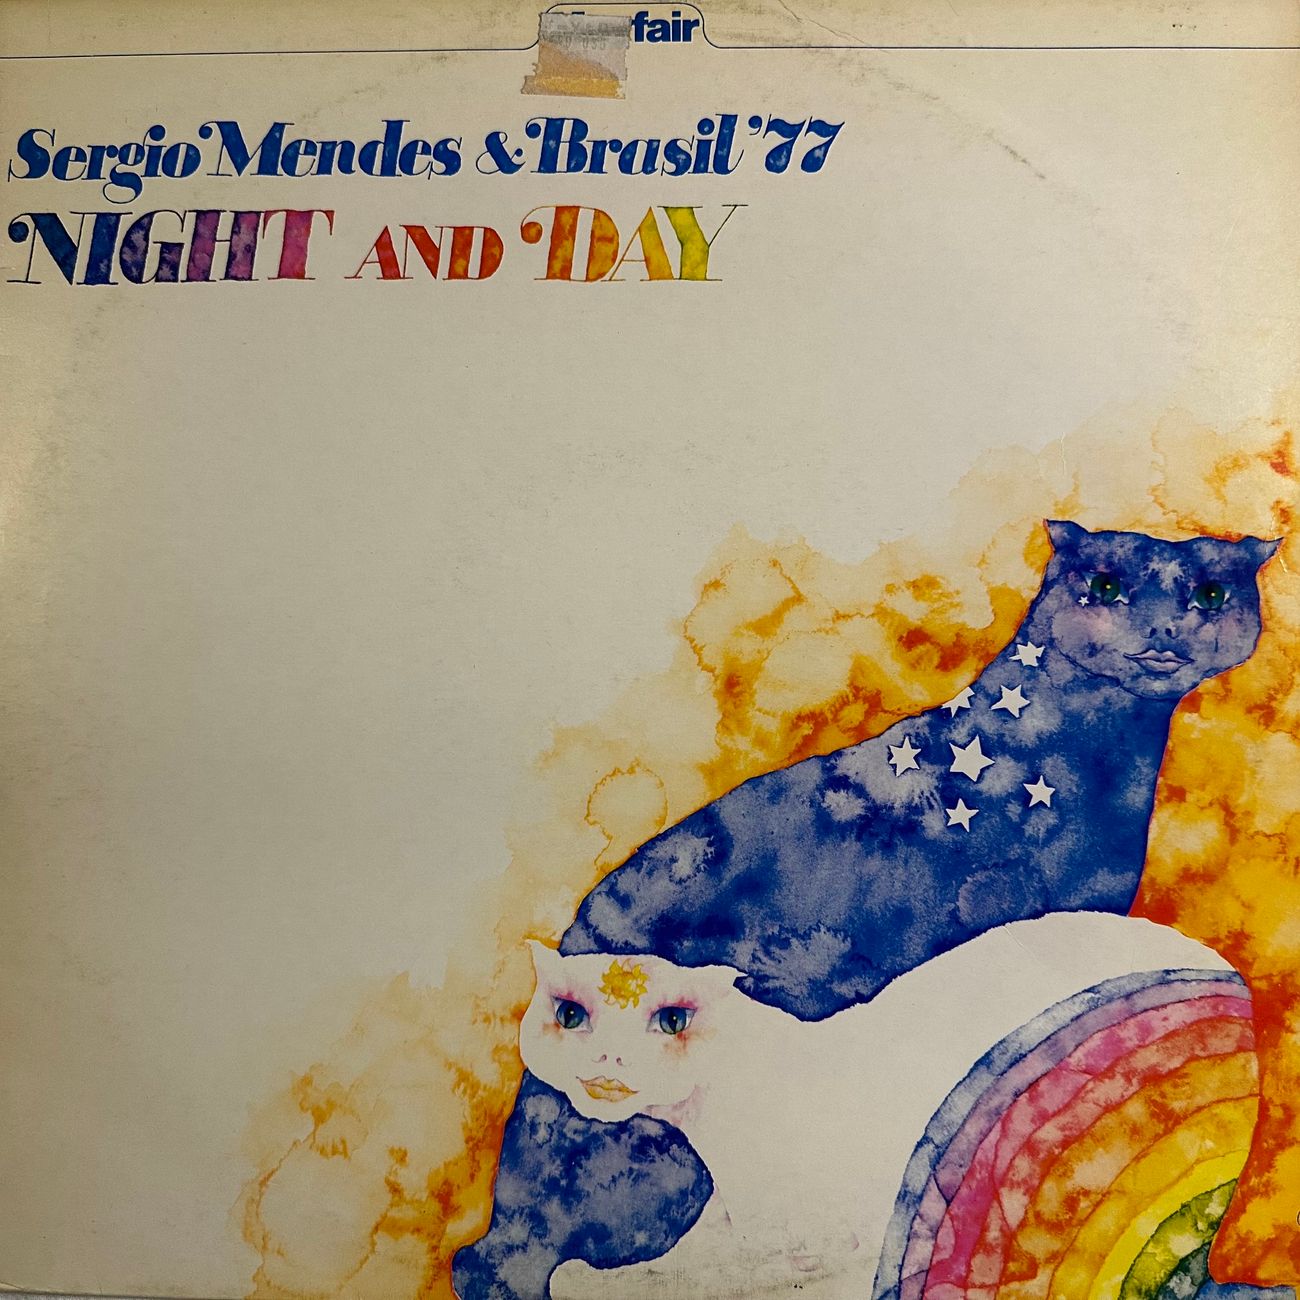 fair
Sergio Mendes & Brasil '77
NIGHT AND DAY